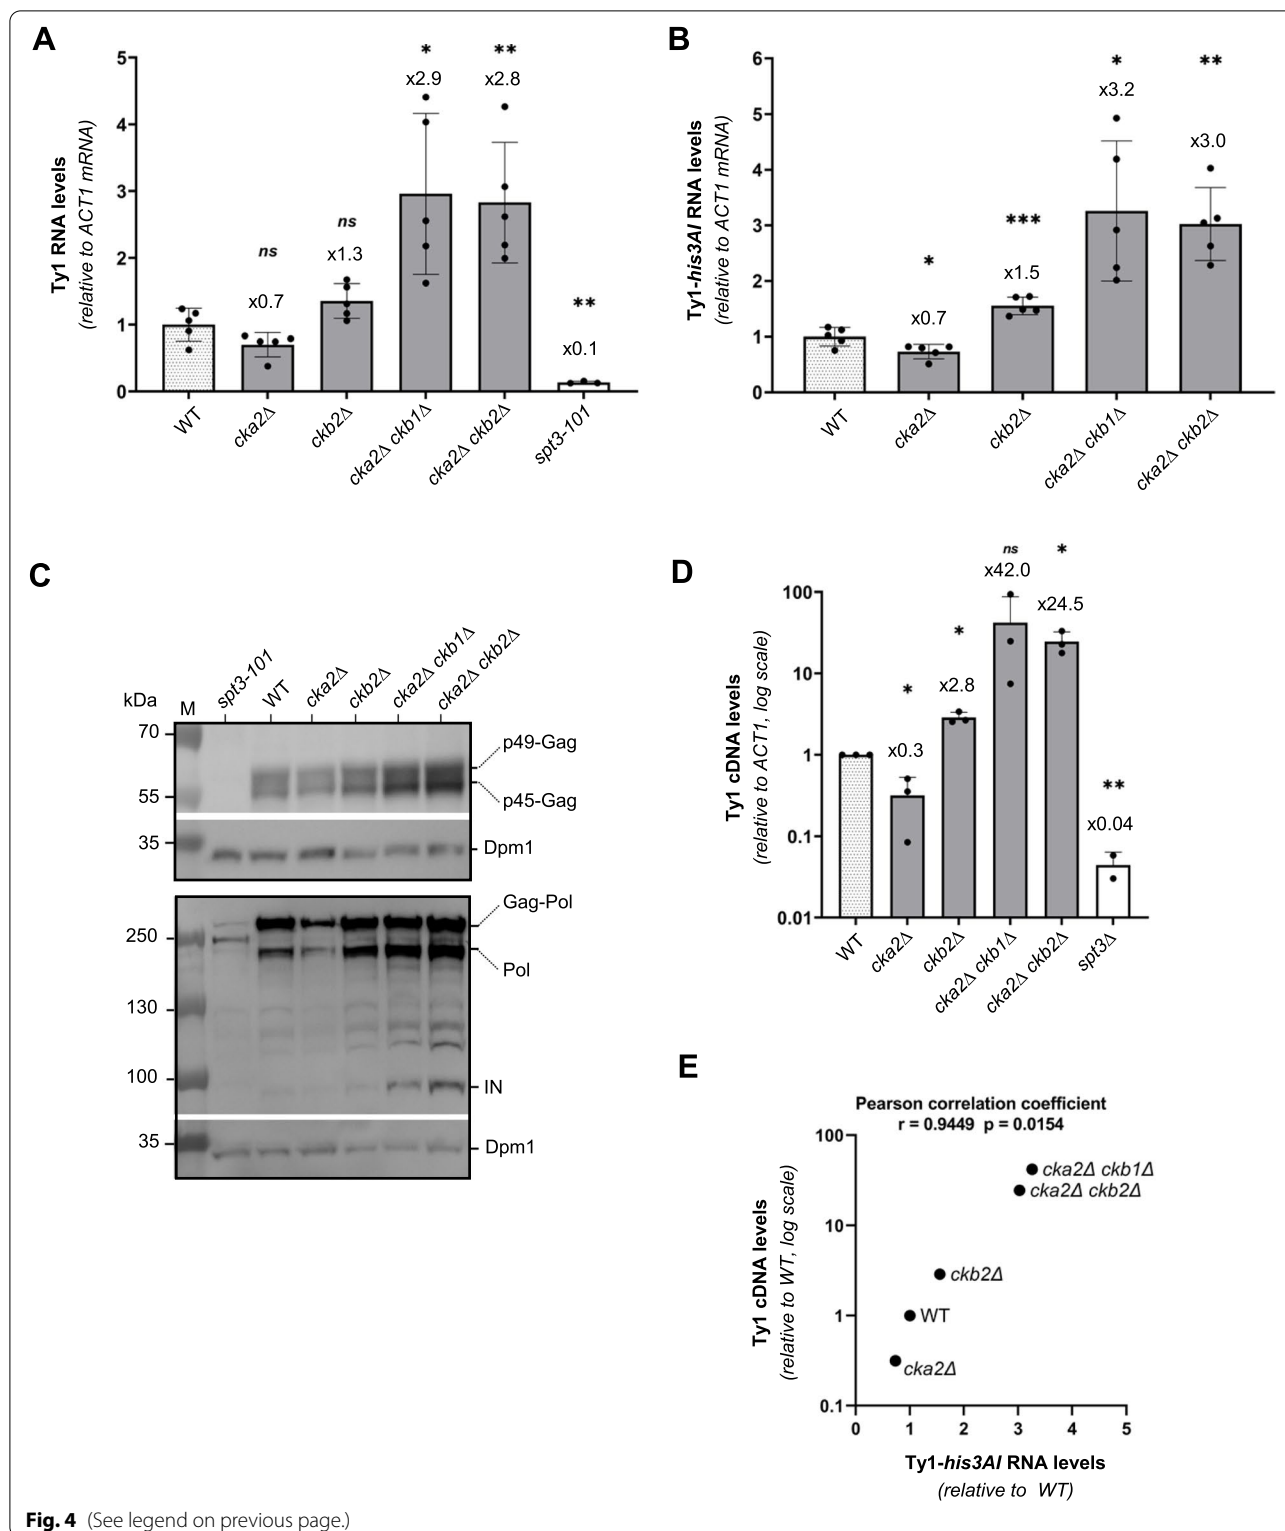 A
Ty1 RNA levels
(relative to ACT1 mRNA)
5
4
3
2
1
0
ns
x0.7
ns
x1.3
*
x2.9
**
x2.8
**
x0.1
WT
cka2Δ
ckb2Δ
cka2Δ ckb1Δ
cka2Δ ckb2Δ
spt3-101
B
Ty1-his3AI RNA levels
(relative to ACT1 mRNA)
6
5
4
3
2
1
0
*
x0.7
***
x1.5
*
x3.2
**
x3.0
WT
cka2Δ
ckb2Δ
cka2Δ ckb1Δ
cka2Δ ckb2Δ
C
kDa
M
spt3-101
WT
cka2Δ
ckb2Δ
cka2Δ ckb1Δ
cka2Δ ckb2Δ
70
55
35
p49-Gag
p45-Gag
Dpm1
250
130
100
35
Gag-Pol
Pol
IN
Dpm1
D
Ty1 cDNA levels
(relative to ACT1, log scale)
100
10
1
0.1
0.01
*
x0.3
*
x2.8
ns
x42.0
*
x24.5
**
x0.04
WT
cka2Δ
ckb2Δ
cka2Δ ckb1Δ
cka2Δ ckb2Δ
spt3Δ
E
Pearson correlation coefficient
r = 0.9449 p = 0.0154
Ty1 cDNA levels
(relative to WT, log scale)
100
10
1
0.1
cka2Δ ckb1Δ
cka2Δ ckb2Δ
ckb2Δ
WT
cka2Δ
0 1 2 3 4 5
Ty1-his3AI RNA levels
(relative to WT)
Fig. 4 (See legend on previous page.)